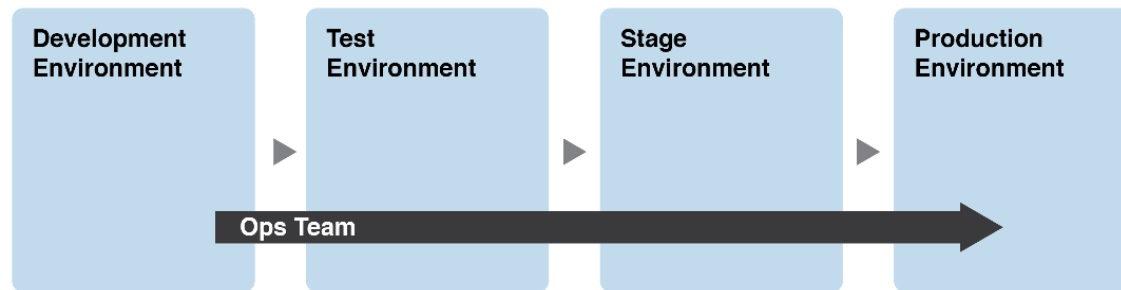 Development
Environment
Test
Environment
Stage
Environment
Production
Environment
Ops Team